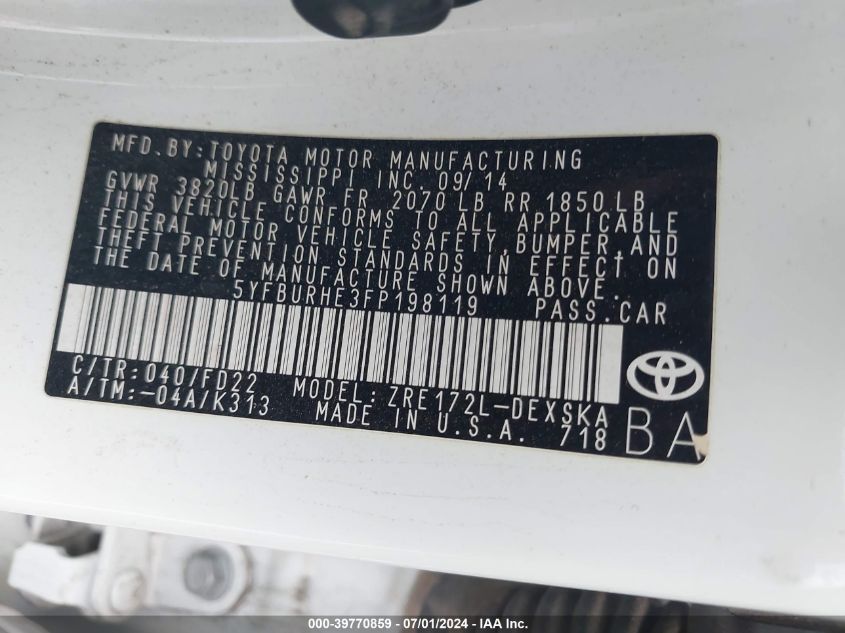 MFD. BY: TOYOTA MOTOR MANUFACTURING
MISSISSIPPI INC. 09/14
GVWR 3820LB GAWR FR 2070 LB RR 1850 LB
THIS VEHICLE CONFORMS TO ALL APPLICABLE
FEDERAL MOTOR VEHICLE SAFETY, BUMPER, AND
THEFT PREVENTION STANDARDS IN EFFECT ON
THE DATE OF MANUFACTURE SHOWN ABOVE.
5YFBURHE3FP198119 PASS. CAR
C/TR: 040/FD22 MODEL: ZRE172L-DEXSKA
A/TM: -04A/K313 MADE IN U.S.A. 718
BA
000-39770859 - 07/01/2024 - IAA Inc.